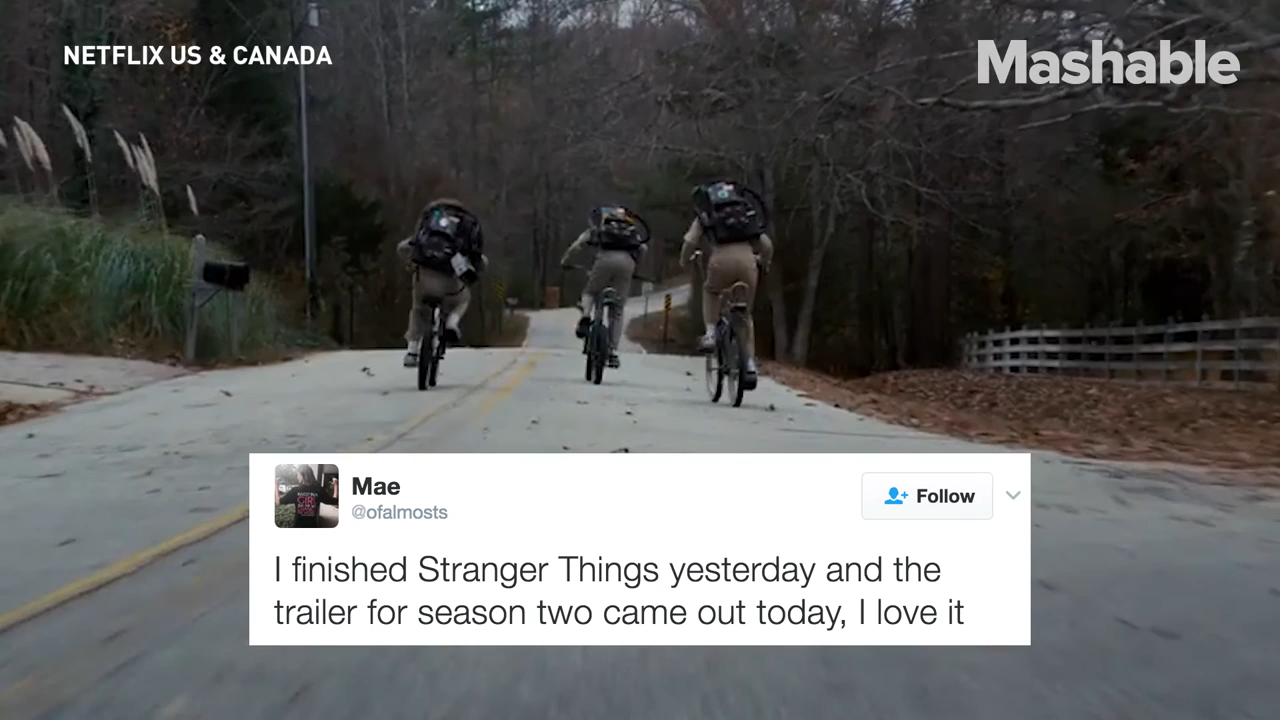 NETFLIX US & CANADA
Mashable
Mae
@ofalmosts
Follow
I finished Stranger Things yesterday and the
trailer for season two came out today, I love it